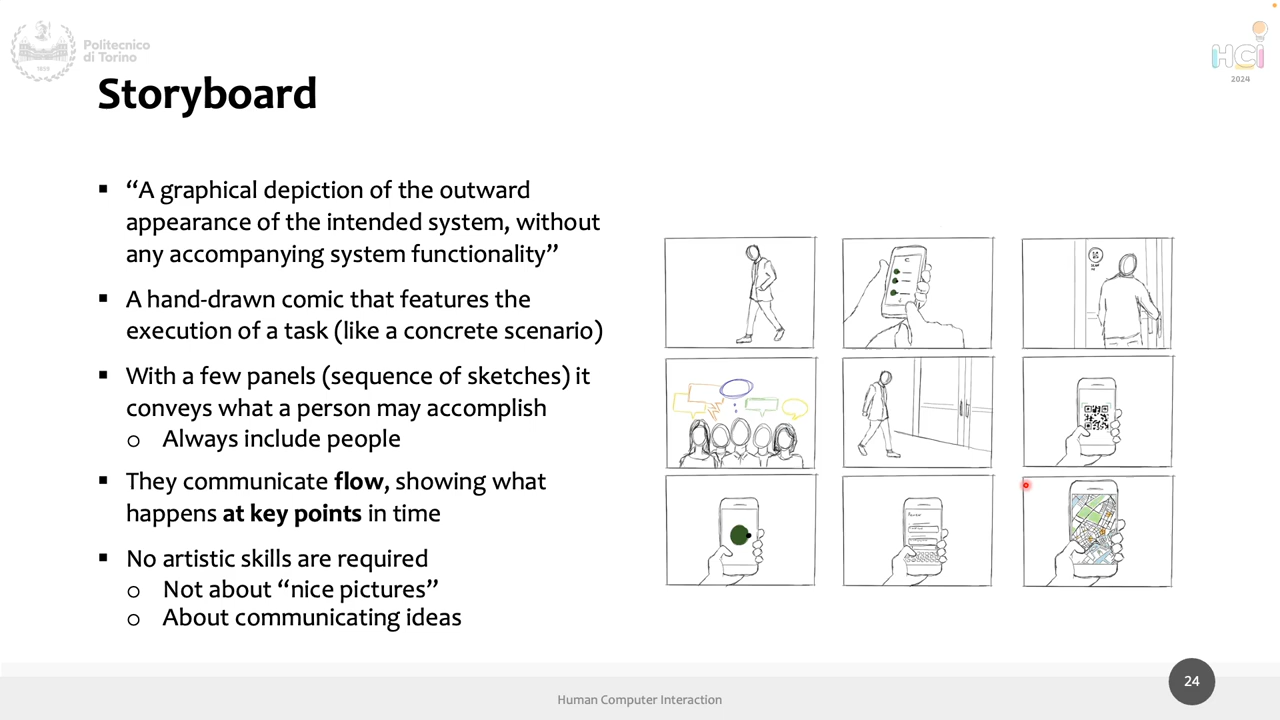 Politecnico
di Torino
1859
HCI
2024
Storyboard
▪ “A graphical depiction of the outward
appearance of the intended system, without
any accompanying system functionality”
▪ A hand-drawn comic that features the
execution of a task (like a concrete scenario)
▪ With a few panels (sequence of sketches) it
conveys what a person may accomplish
o Always include people
▪ They communicate flow, showing what
happens at key points in time
▪ No artistic skills are required
o Not about “nice pictures”
o About communicating ideas
Human Computer Interaction
24